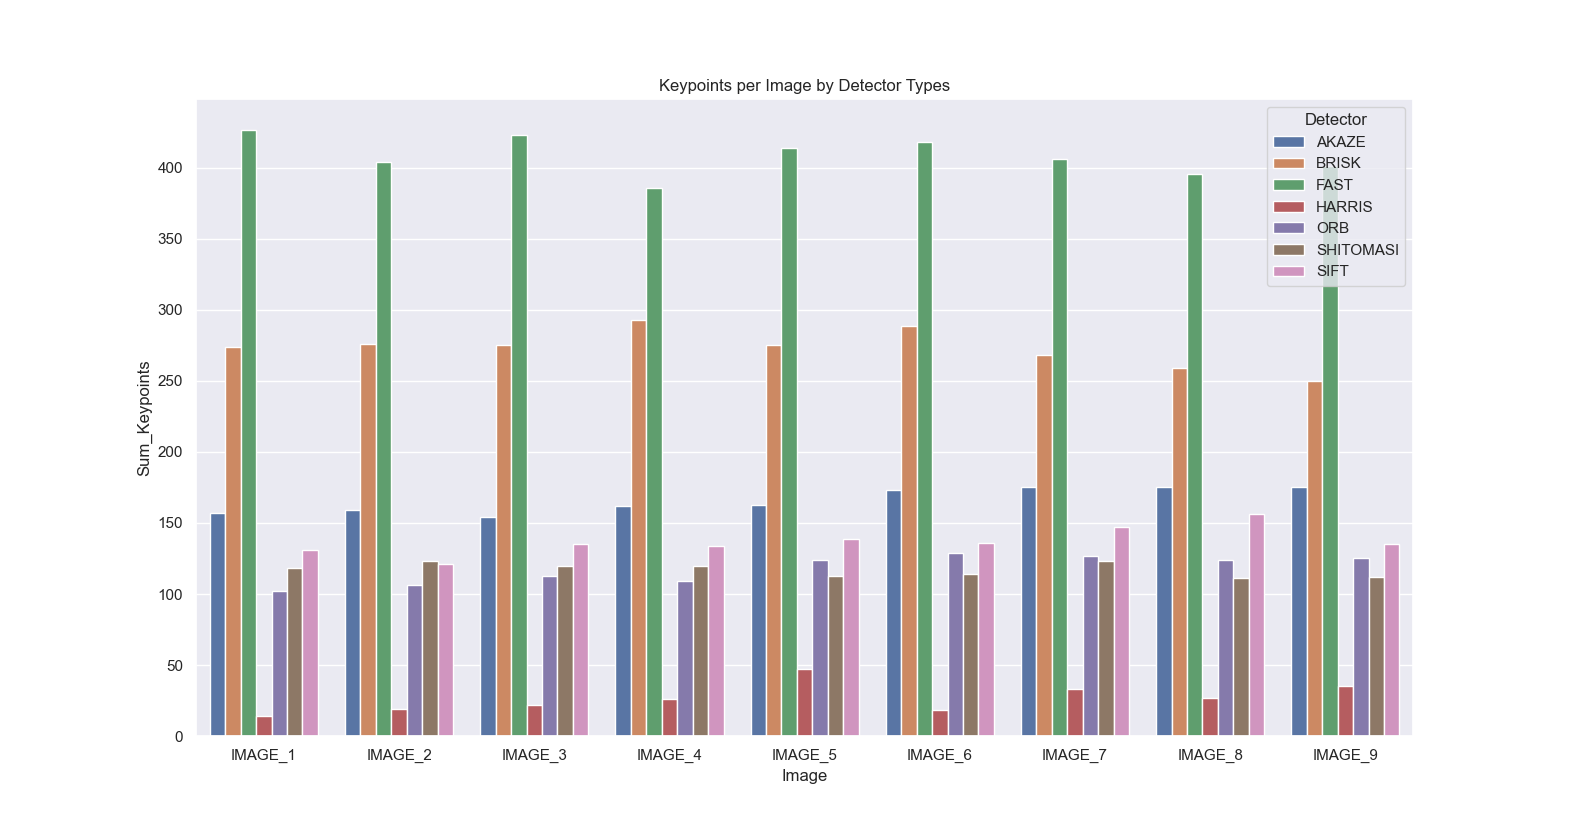 Keypoints per Image by Detector Types
Detector
AKAZE
BRISK
FAST
HARRIS
ORB
SHITOMASI
SIFT
Sum_Keypoints
400
350
300
250
200
150
100
50
0
IMAGE_1 IMAGE_2 IMAGE_3 IMAGE_4 IMAGE_5 IMAGE_6 IMAGE_7 IMAGE_8 IMAGE_9
Image